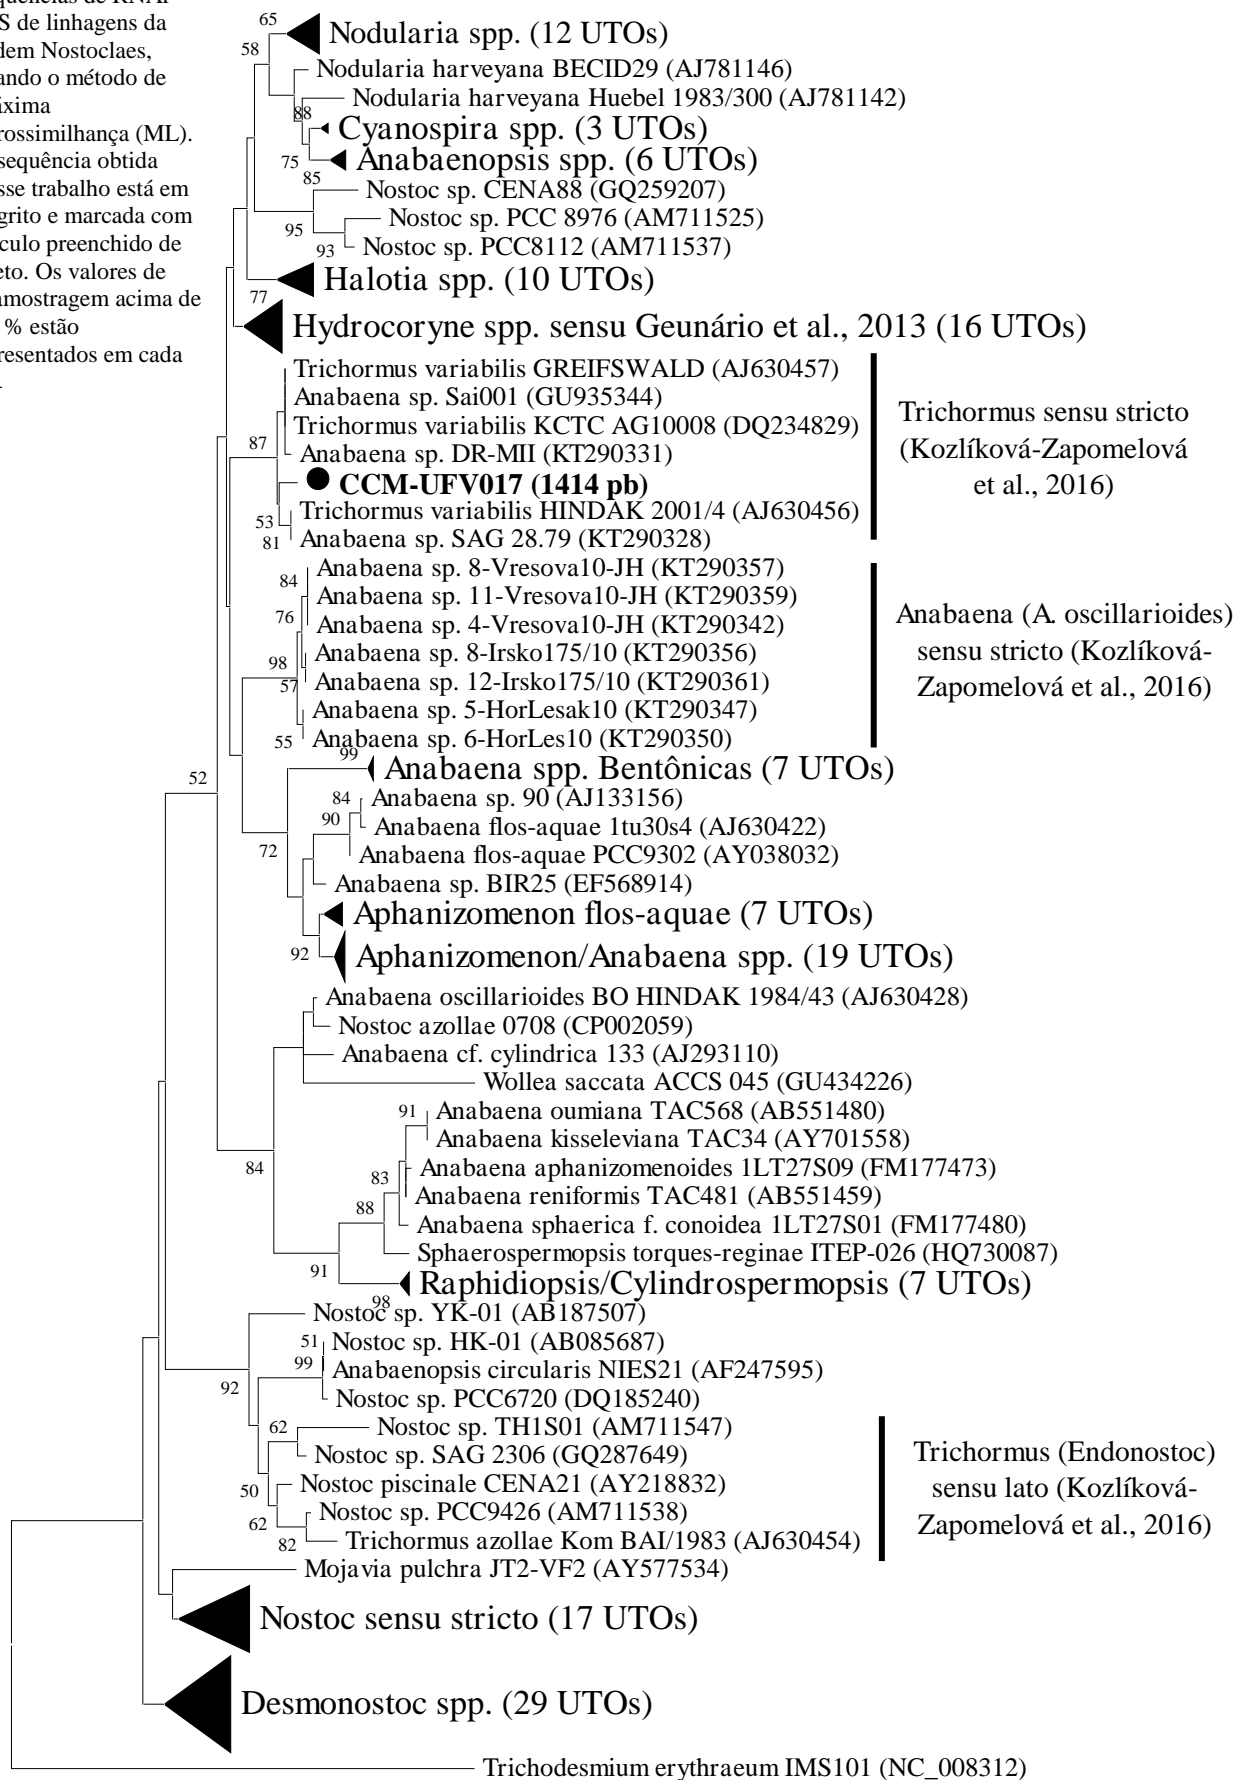 S de linhagens da
Nostoclaes,
o método de
(ML).
sequência obtida
trabalho está em
e marcada com
preenchido de
Os valores de
acima de
% estão
em cada
65
Nodularia spp. (12 UTOs)
58
Nodularia harveyana BECID29 (AJ781146)
Nodularia harveyana Huebel 1983/300 (AJ781142)
88
Cyanospira spp. (3 UTOs)
75
Anabaenopsis spp. (6 UTOs)
85
Nostoc sp. CENA88 (GQ259207)
Nostoc sp. PCC 8976 (AM711525)
95
93
Nostoc sp. PCC8112 (AM711537)
Halotia spp. (10 UTOs)
77
Hydrocoryne spp. sensu Geunário et al., 2013 (16 UTOs)
Trichormus variabilis GREIFSWALD (AJ630457)
Anabaena sp. Sai001 (GU935344)
Trichormus variabilis KCTC AG10008 (DQ234829)
87
Anabaena sp. DR-MII (KT290331)
CCM-UFV017 (1414 pb)
Trichormus variabilis HINDAK 2001/4 (AJ630456)
53
81
Anabaena sp. SAG 28.79 (KT290328)
Trichormus sensu stricto
(Kozlíková-Zapomelová
et al., 2016)
Anabaena sp. 8-Vresova10-JH (KT290357)
84
Anabaena sp. 11-Vresova10-JH (KT290359)
76
Anabaena sp. 4-Vresova10-JH (KT290342)
Anabaena sp. 8-Irsko175/10 (KT290356)
98
57
Anabaena sp. 12-Irsko175/10 (KT290361)
Anabaena sp. 5-HorLesak10 (KT290347)
55
Anabaena sp. 6-HorLes10 (KT290350)
Anabaena (A. oscillarioides)
sensu stricto (Kozlíková-
Zapomelová et al., 2016)
99
Anabaena spp. Bentônicas (7 UTOs)
52
84
Anabaena sp. 90 (AJ133156)
90
Anabaena flos-aquae 1tu30s4 (AJ630422)
72
Anabaena flos-aquae PCC9302 (AY038032)
Anabaena sp. BIR25 (EF568914)
Aphanizomenon flos-aquae (7 UTOs)
92
Aphanizomenon/Anabaena spp. (19 UTOs)
Anabaena oscillarioides BO HINDAK 1984/43 (AJ630428)
Nostoc azollae 0708 (CP002059)
Anabaena cf. cylindrica 133 (AJ293110)
Wollea saccata ACCS 045 (GU434226)
91
Anabaena oumiana TAC568 (AB551480)
Anabaena kisseleviana TAC34 (AY701558)
84
Anabaena aphanizomenoides 1LT27S09 (FM177473)
83
Anabaena reniformis TAC481 (AB551459)
88
Anabaena sphaerica f. conoidea 1LT27S01 (FM177480)
Sphaerospermopsis torques-reginae ITEP-026 (HQ730087)
91
Raphidiopsis/Cylindrospermopsis (7 UTOs)
98
Nostoc sp. YK-01 (AB187507)
51
Nostoc sp. HK-01 (AB085687)
99
Anabaenopsis circularis NIES21 (AF247595)
92
Nostoc sp. PCC6720 (DQ185240)
62
Nostoc sp. TH1S01 (AM711547)
Nostoc sp. SAG 2306 (GQ287649)
50
Nostoc piscinale CENA21 (AY218832)
62
Nostoc sp. PCC9426 (AM711538)
82
Trichormus azollae Kom BAI/1983 (AJ630454)
Trichormus (Endonostoc)
sensu lato (Kozlíková-
Zapomelová et al., 2016)
Mojavia pulchra JT2-VF2 (AY577534)
Nostoc sensu stricto (17 UTOs)
Desmonostoc spp. (29 UTOs)
Trichodesmium erythraeum IMS101 (NC_008312)